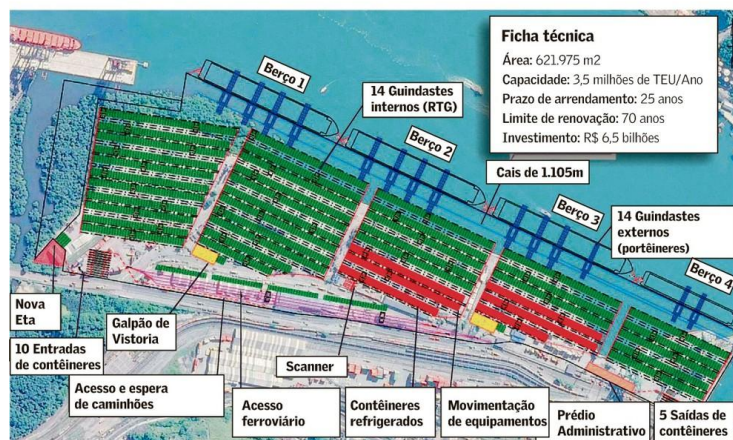 Ficha técnica
Área: 621.975 m2
Capacidade: 3,5 milhões de TEU/Ano
Prazo de arrendamento: 25 anos
Limite de renovação: 70 anos
Investimento: R$ 6,5 bilhões
Berço 1
14 Guindastes
internos (RTG)
Berço 2
Cais de 1.105m
Berço 3
14 Guindastes
externos
(portêineres)
Berço 4
Nova
Eta
Galpão de
Vistoria
10 Entradas
de contêineres
Scanner
Acesso e espera
de caminhões
Acesso
ferroviário
Contêineres
refrigerados
Movimentação
de equipamentos
Prédio
Administrativo
5 Saídas de
contêineres